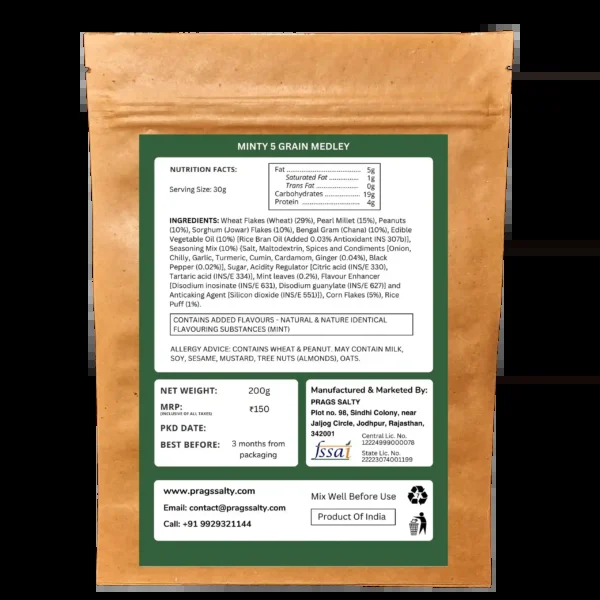 MINTY 5 GRAIN MEDLEY
NUTRITION FACTS:
Serving Size: 30g
Fat ................................ 5g
Saturated Fat .............. 1g
Trans Fat ..................... 0g
Carbohydrates .............. 19g
Protein ........................ 4g
INGREDIENTS: Wheat Flakes (Wheat) (29%), Pearl Millet (15%), Peanuts
(10%), Sorghum (Jowar) Flakes (10%), Bengal Gram (Chana) (10%), Edible
Vegetable Oil (10%) [Rice Bran Oil (Added 0.03% Antioxidant INS 307b)],
Seasoning Mix (10%) {Salt, Maltodextrin, Spices and Condiments [Onion,
Chilly, Garlic, Turmeric, Cumin, Cardamom, Ginger (0.04%), Black
Pepper (0.02%)], Sugar, Acidity Regulator [Citric acid (INS/E 330),
Tartaric acid (INS/E 334)], Mint leaves (0.2%), Flavour Enhancer
[Disodium inosinate (INS/E 631), Disodium guanylate (INS/E 627)] and
Anticaking Agent [Silicon dioxide (INS/E 551)]}, Corn Flakes (5%), Rice
Puff (1%).
CONTAINS ADDED FLAVOURS - NATURAL & NATURE IDENTICAL
FLAVOURING SUBSTANCES (MINT)
ALLERGY ADVICE: CONTAINS WHEAT & PEANUT. MAY CONTAIN MILK,
SOY, SESAME, MUSTARD, TREE NUTS (ALMONDS), OATS.
NET WEIGHT: 200g
MRP: ₹150
(INCLUSIVE OF ALL TAXES)
PKD DATE:
BEST BEFORE: 3 months from
packaging
Manufactured & Marketed By:
PRAGS SALTY
Plot no. 98, Sindhi Colony, near
Jaljog Circle, Jodhpur, Rajasthan,
342001
fssai
Central Lic. No.
12224999000078
State Lic. No.
22223074001199
www.pragssalty.com
Email: contact@pragssalty.com
Call: +91 9929321144
Mix Well Before Use
Product Of India
7